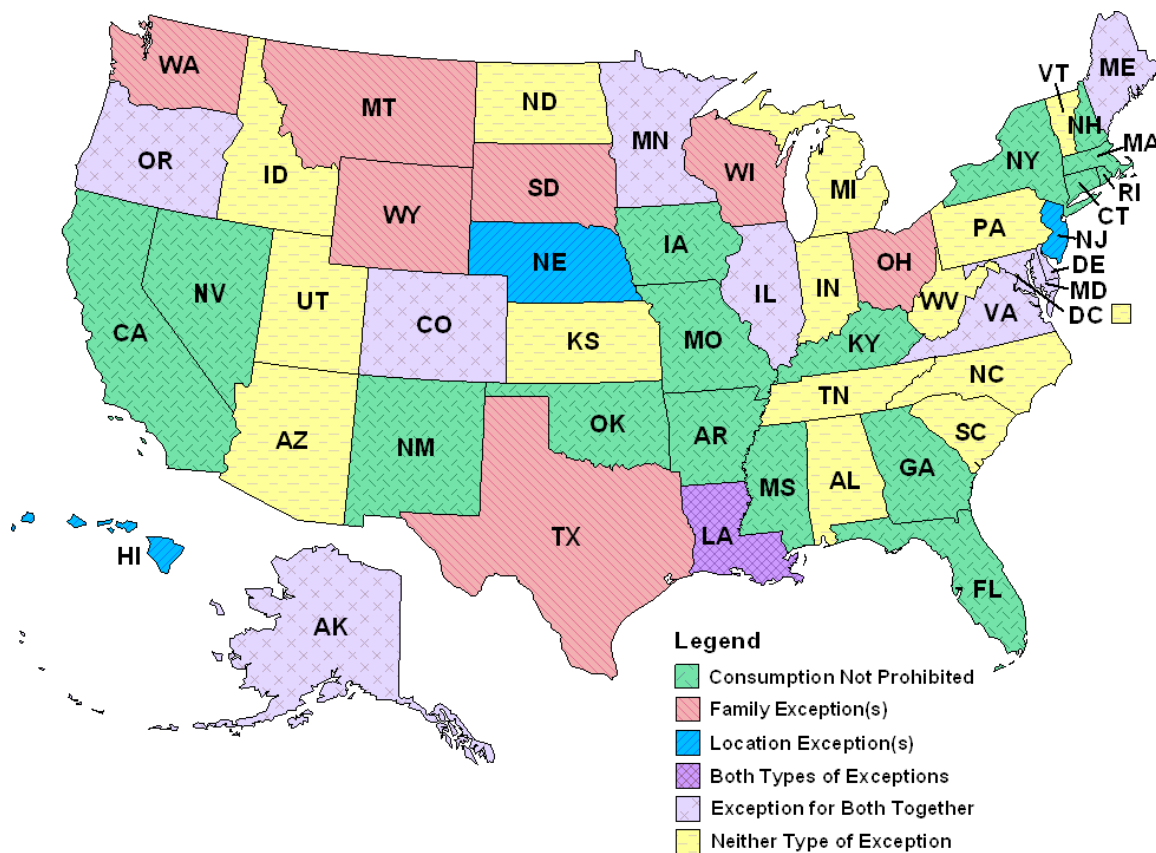 WA
MT
ND
MN
VT
ME
NH
MA
OR
ID
WY
SD
WI
MI
NY
RI
CT
NV
UT
CO
NE
IA
IL
IN
OH
PA
NJ
DE
MD
DC
CA
WV
VA
KS
MO
KY
AZ
NM
OK
AR
TN
NC
SC
MS
AL
GA
TX
LA
FL
HI
AK
Legend
Consumption Not Prohibited
Family Exception(s)
Location Exception(s)
Both Types of Exceptions
Exception for Both Together
Neither Type of Exception